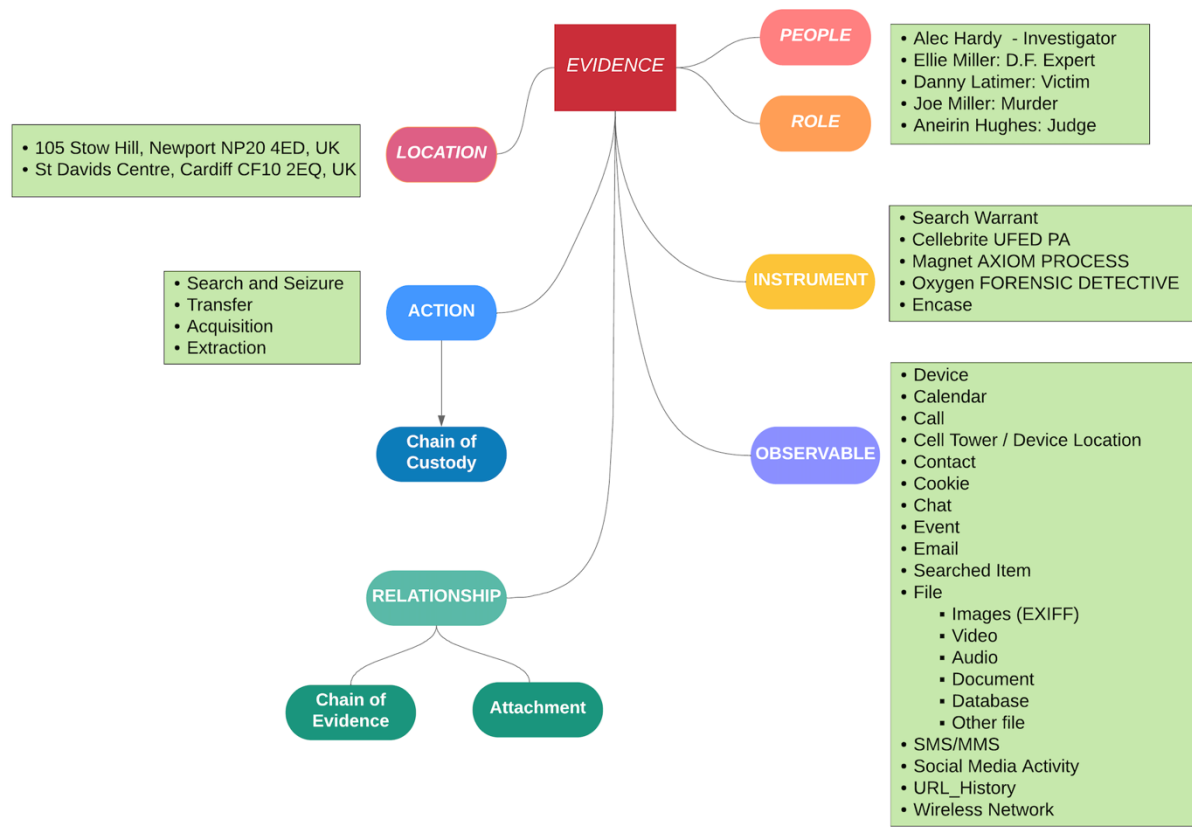 EVIDENCE
PEOPLE
ROLE
• Alec Hardy - Investigator
• Ellie Miller: D.F. Expert
• Danny Latimer: Victim
• Joe Miller: Murder
• Aneirin Hughes: Judge
LOCATION
• 105 Stow Hill, Newport NP20 4ED, UK
• St Davids Centre, Cardiff CF10 2EQ, UK
INSTRUMENT
• Search Warrant
• Cellebrite UFED PA
• Magnet AXIOM PROCESS
• Oxygen FORENSIC DETECTIVE
• Encase
ACTION
• Search and Seizure
• Transfer
• Acquisition
• Extraction
Chain of
Custody
OBSERVABLE
• Device
• Calendar
• Call
• Cell Tower / Device Location
• Contact
• Cookie
• Chat
• Event
• Email
• Searched Item
• File
▪ Images (EXIFF)
▪ Video
▪ Audio
▪ Document
▪ Database
▪ Other file
• SMS/MMS
• Social Media Activity
• URL_History
• Wireless Network
RELATIONSHIP
Chain of
Evidence
Attachment